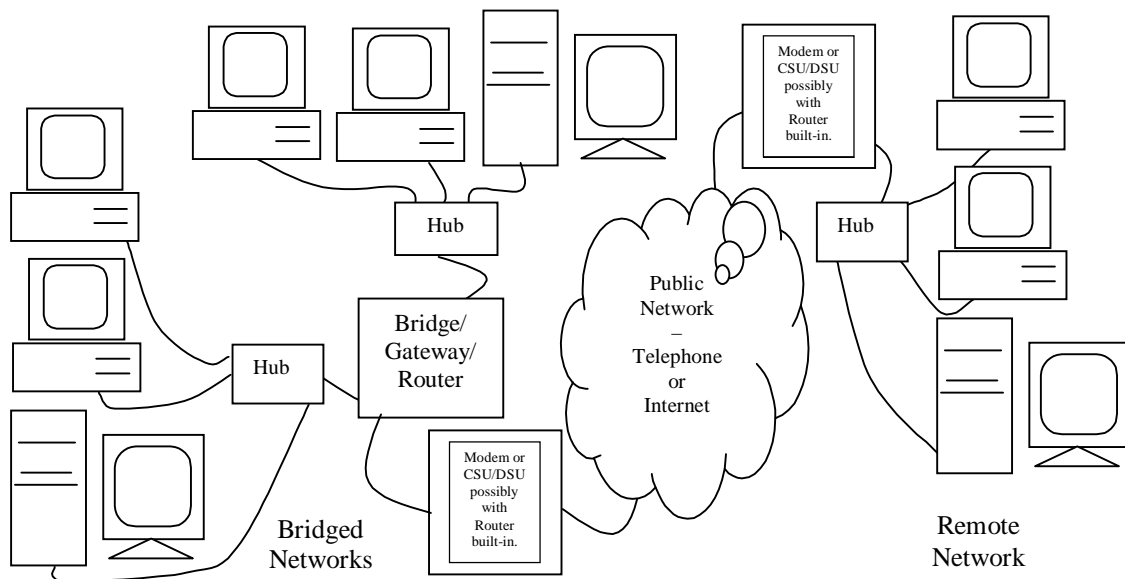 Modem or
CSU/DSU
possibly
with
Router
built-in.
Hub
Hub
Public
Network
–
Telephone
or
Internet
Bridge/
Gateway/
Router
Hub
Modem or
CSU/DSU
possibly
with
Router
built-in.
Bridged
Networks
Remote
Network